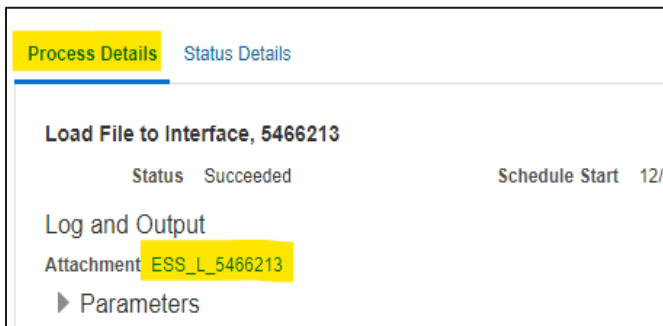 Process Details Status Details
Load File to Interface, 5466213
Status Succeeded Schedule Start 12/
Log and Output
Attachment ESS_L_5466213
Parameters